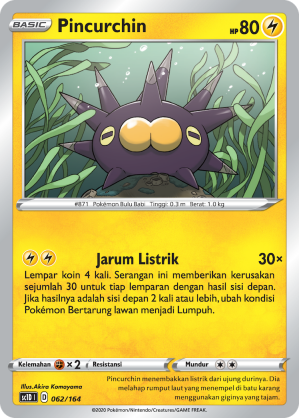 BASIC Pincurchin HP80
#871 Pokémon Bulu Babi Tinggi: 0.3 m Berat: 1.0 kg
Jarum Listrik 30×
Lempar koin 4 kali. Serangan ini memberikan kerusakan
sejumlah 30 untuk tiap sisi depan dengan hasil sisi depan.
Jika hasilnya adalah sisi depan 2 kali atau lebih, ubah kondisi
Pokémon Bertarung lawan menjadi Lumpuh.
Kelemahan ×2 Resistansi Mundur
Illus. Akira Komayama
sc1D I D 062/164
Pincurchin membebaskan listrik dari ujung durinya. Dia
melahap rumput laut yang menempel di batu karang
menggunakan giginya yang tajam.
©2020 Pokémon/Nintendo/Creatures/GAME FREAK.